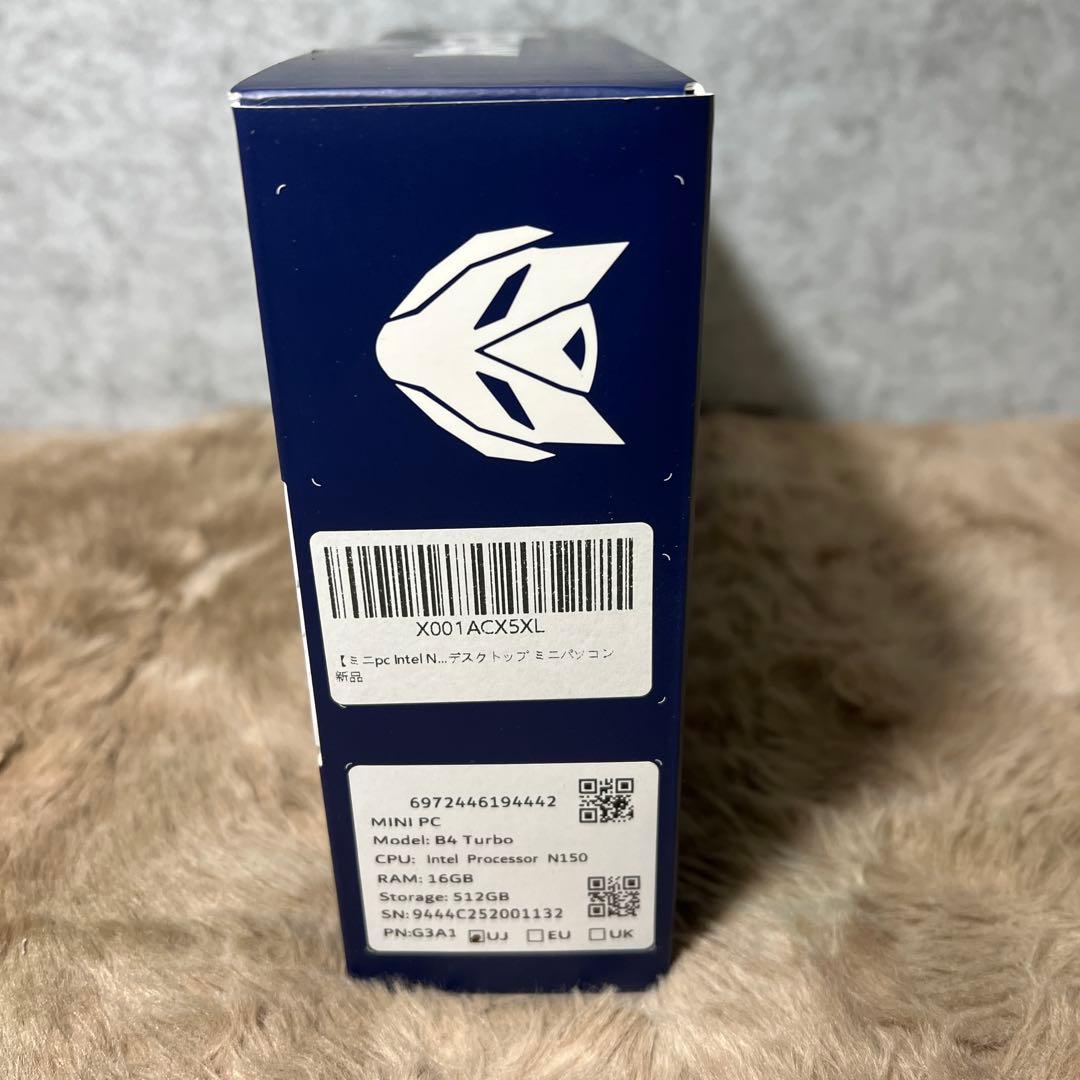 X001ACX5XL
【ミニpc Intel N...デスクトップ ミニパソコン
新品
6972446194442
MINI PC
Model: B4 Turbo
CPU: Intel Processor N150
RAM: 16GB
Storage: 512GB
SN: 9444C252001132
PN:G3A1 UJ EU UK